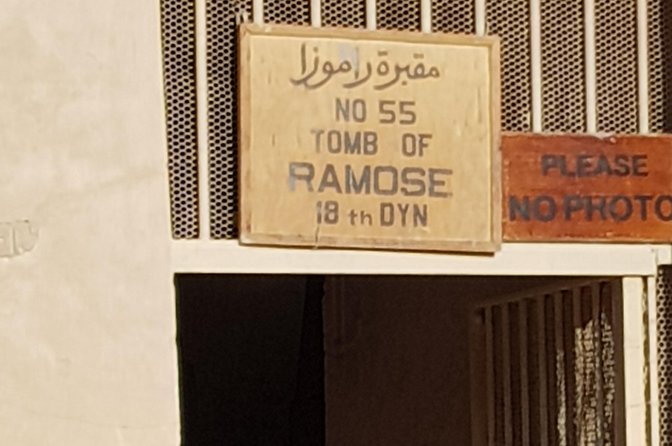 مقبرة راموزا
NO 55
TOMB OF
RAMOSE
18 th DYN
PLEASE
NO PHOTO